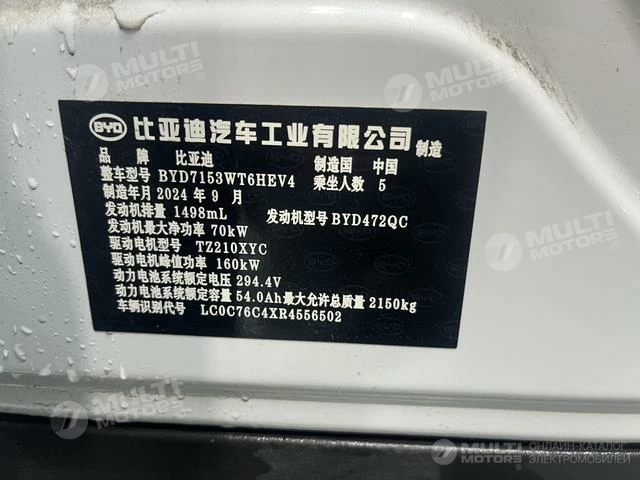 BYD 比亚迪汽车工业有限公司 制造
品牌 比亚迪 制造国 中国
整车型号 BYD7153WT6HEV4 乘坐人数 5
制造年月 2024 年 9 月
发动机排量 1498mL 发动机型号 BYD472QC
发动机最大净功率 70kW
驱动电机型号 TZ210XYC
驱动电机峰值功率 160kW
动力电池系统额定电压 294.4V
动力电池系统额定容量 54.0Ah 最大允许总质量 2150kg
车辆识别代号 LC0C76C4XR4556502
MULTI MOTORS
MULTI MOTORS
MULTI MOTORS
MULTI MOTORS
MULTI MOTORS
MULTI MOTORS ОНЛАЙН-КАТАЛОГ ЭЛЕКТРОМОБИЛЕЙ